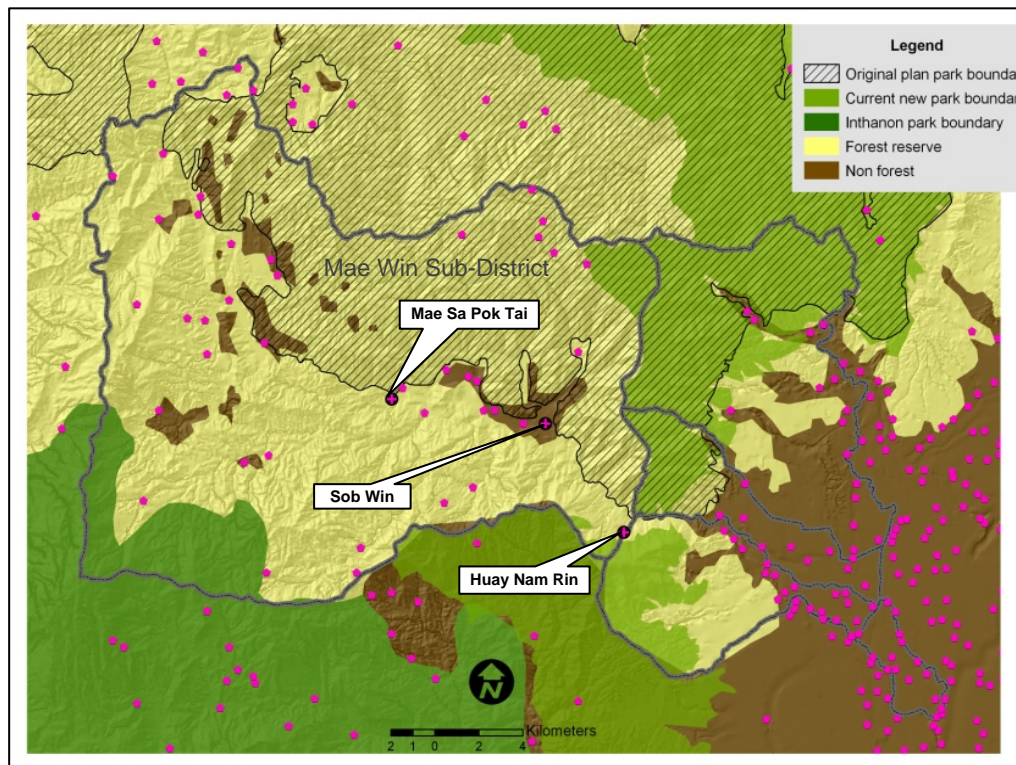 Legend
Original plan park bounda
Current new park boundar
Inthanon park boundary
Forest reserve
Non forest
Mae Win Sub-District
Mae Sa Pok Tai
Sob Win
Huay Nam Rin
N
Kilometers
2 1 0 2 4